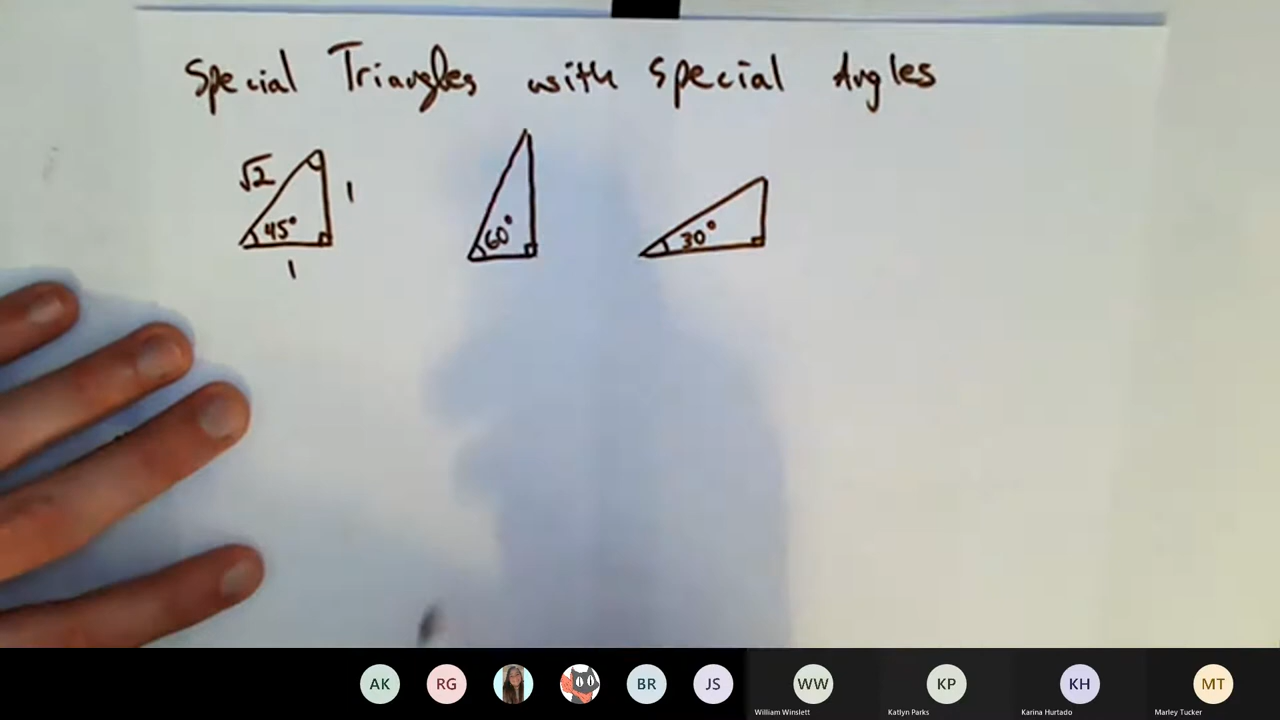 Special Triangles with Special Angles
√2 1 45° 1
60°
30°
AK RG BR JS WW KP KH MT
William Winslett Katlyn Parks Karina Hurtado Marley Tucker